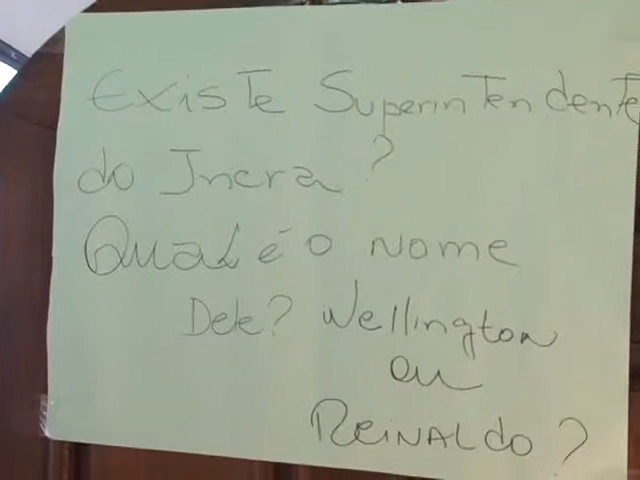 Existe Superintendente
do Incra?
Qual é o nome
Dele? Wellington
ou
Reinaldo?